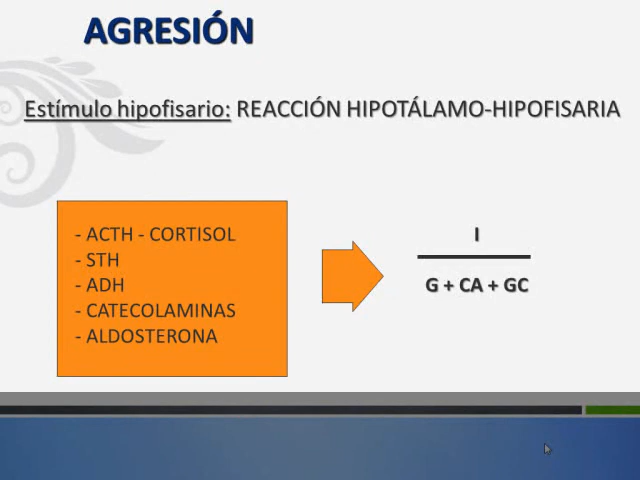 AGRESIÓN
Estímulo hipofisario: REACCIÓN HIPOTÁLAMO-HIPOFISARIA
- ACTH - CORTISOL
- STH
- ADH
- CATECOLAMINAS
- ALDOSTERONA
I
G + CA + GC